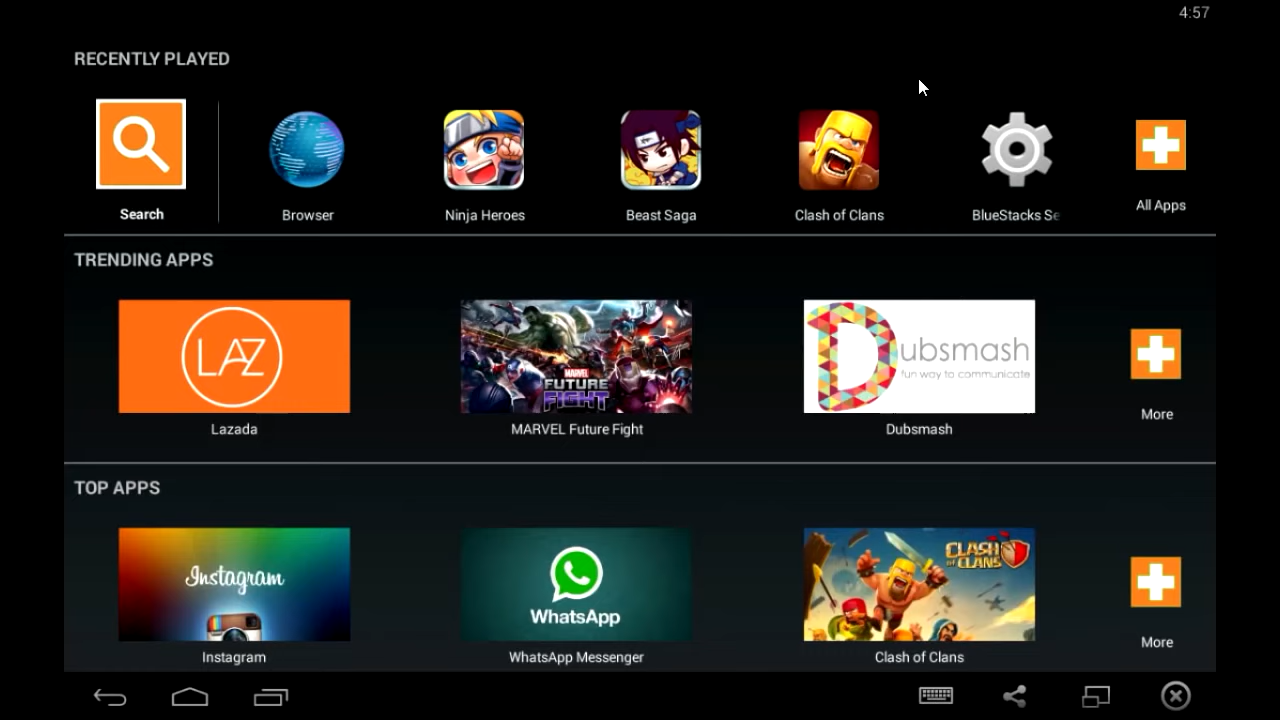 4:57
RECENTLY PLAYED
Search
Browser
Ninja Heroes
Beast Saga
Clash of Clans
BlueStacks Se
All Apps
TRENDING APPS
LAZ
MARVEL
FUTURE
FIGHT
Dubsmash
fun way to communicate
Lazada
MARVEL Future Fight
Dubsmash
More
TOP APPS
Instagram
WhatsApp
CLASH
OF CLANS
Instagram
WhatsApp Messenger
Clash of Clans
More